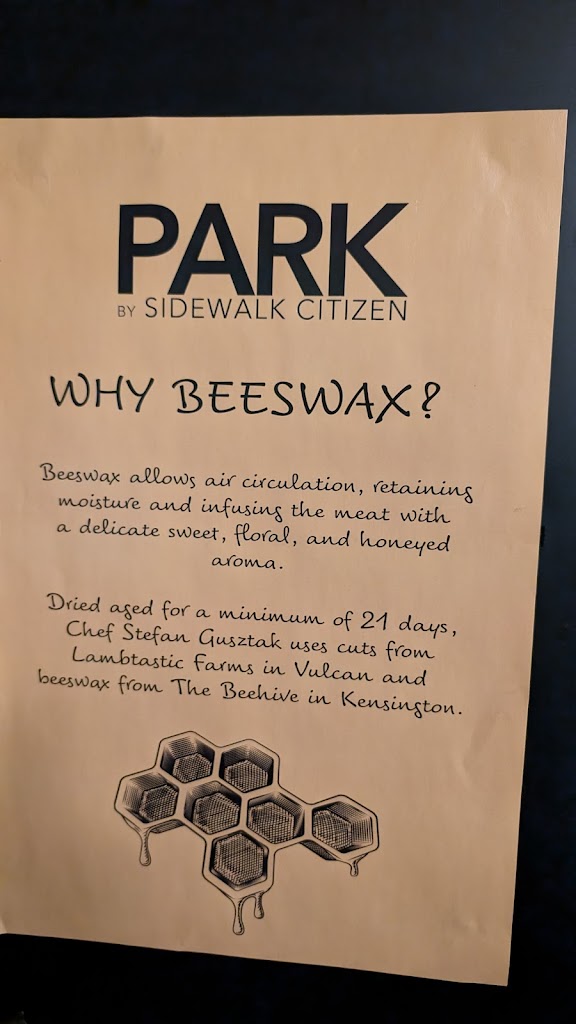 PARK
BY SIDEWALK CITIZEN
WHY BEESWAX?
Beeswax allows air circulation, retaining
moisture and infusing the meat with
a delicate sweet, floral, and honeyed
aroma.
Dried aged for a minimum of 21 days,
Chef Stefan Gusztak uses cuts from
Lambtastic Farms in Vulcan and
beeswax from The Beehive in Kensington.